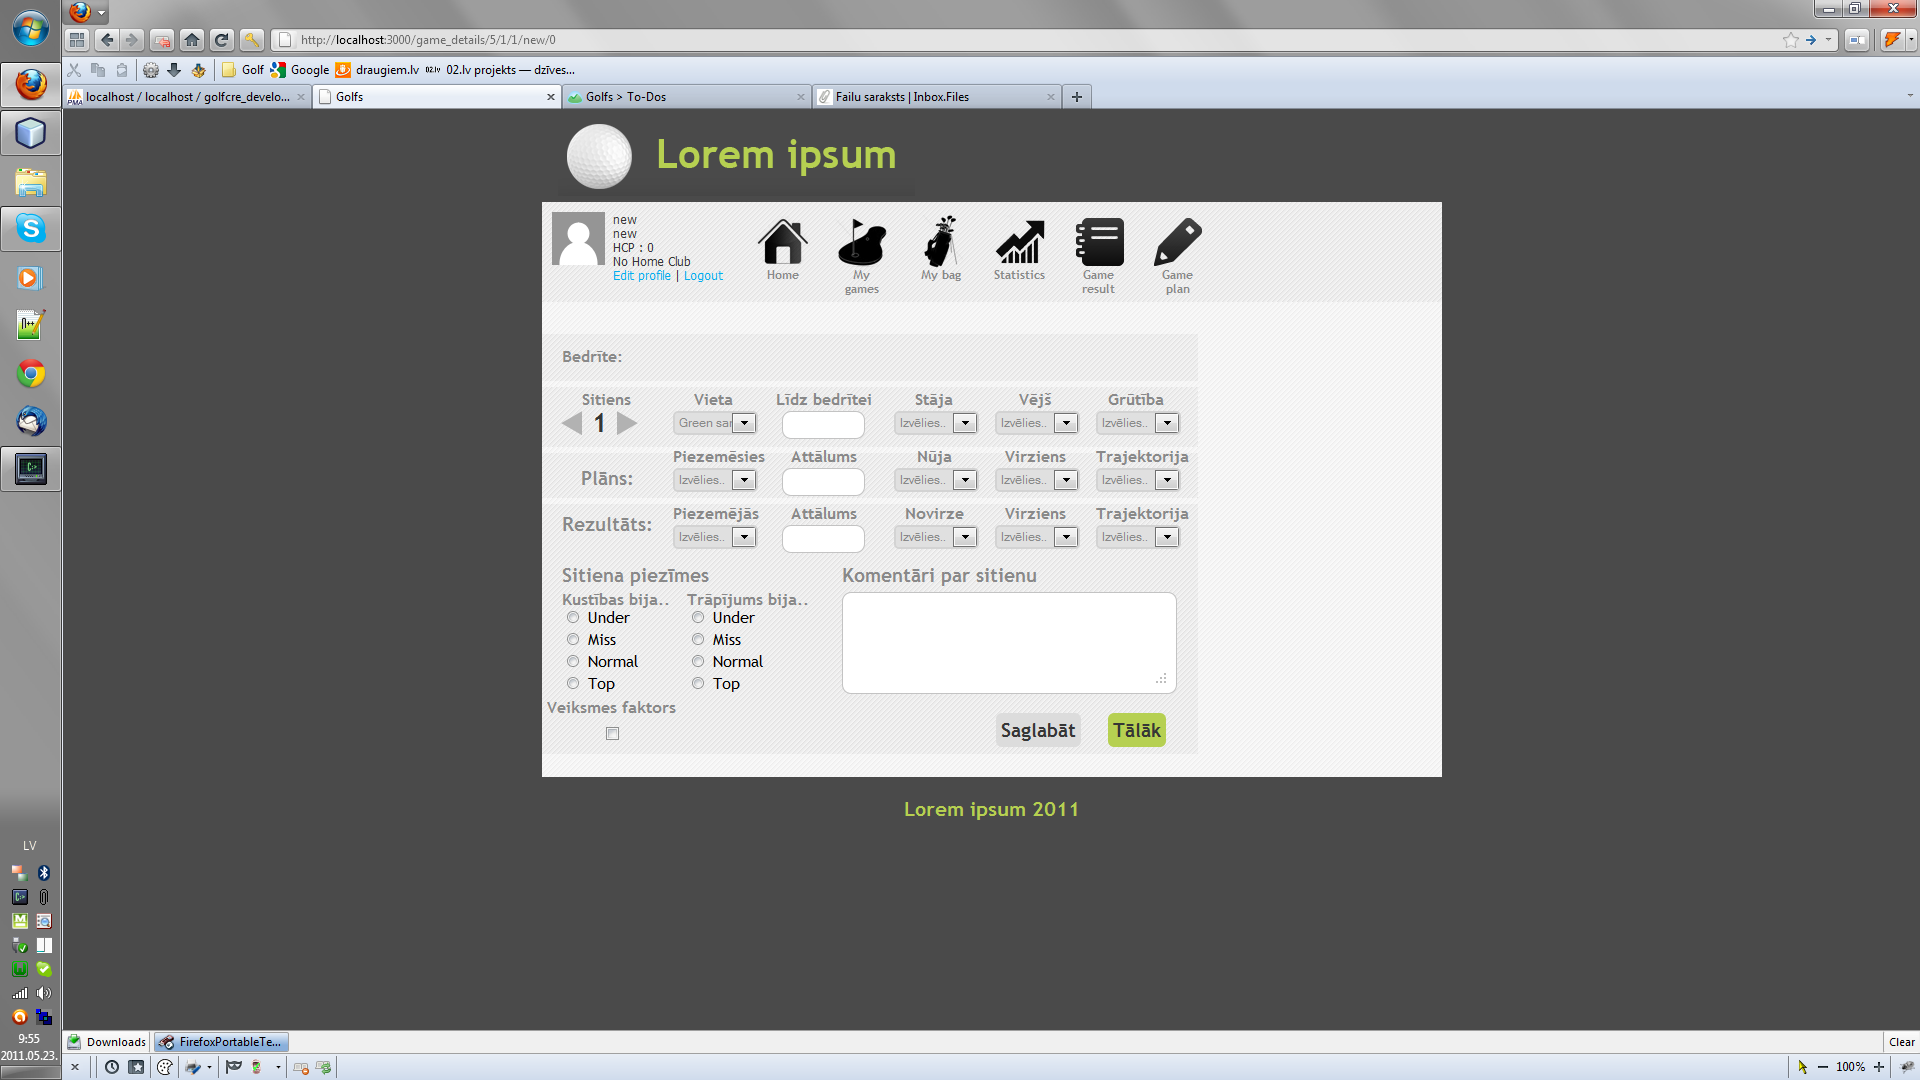 http://localhost:3000/game_details/5/1/1/new/0
Golf Google draugiem.lv 02.lv 02.lv projekts — dzīves...
localhost / localhost / golfcre_develo... Golfs Golfs > To-Dos Failu saraksts | Inbox.Files
Lorem ipsum
new
new
HCP : 0
No Home Club
Edit profile | Logout
Home
My games
My bag
Statistics
Game result
Game plan
Bedrīte:
Sitiens Vieta Līdz bedrītei Stāja Vējš Grūtība
1 Green sar Izvēlies.. Izvēlies.. Izvēlies..
Piezemēsies Attālums Nūja Virziens Trajektorija
Plāns: Izvēlies.. Izvēlies.. Izvēlies.. Izvēlies..
Piezemējās Attālums Novirze Virziens Trajektorija
Rezultāts: Izvēlies.. Izvēlies.. Izvēlies.. Izvēlies..
Sitiena piezīmes Komentāri par sitienu
Kustības bija.. Trāpījums bija..
Under Under
Miss Miss
Normal Normal
Top Top
Veiksmes faktors
Saglabāt Tālāk
Lorem ipsum 2011
LV
9:55
2011.05.23.
Downloads FirefoxPortableTe... Clear
100%